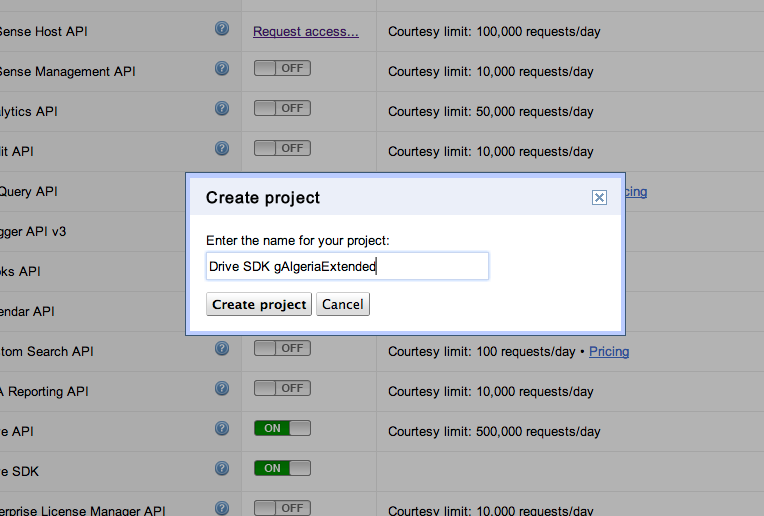 Sense Host API Request access... Courtesy limit: 100,000 requests/day
Sense Management API OFF Courtesy limit: 10,000 requests/day
lytics API OFF Courtesy limit: 50,000 requests/day
it API OFF Courtesy limit: 10,000 requests/day
Query API cing
Create project
gger API v3
Enter the name for your project:
ks API
Drive SDK gAlgeriaExtended
endar API
Create project Cancel
tom Search API OFF Courtesy limit: 100 requests/day • Pricing
A Reporting API OFF Courtesy limit: 10,000 requests/day
e API ON Courtesy limit: 500,000 requests/day
e SDK ON
erprise License Manager API OFF Courtesy limit: 10,000 requests/day